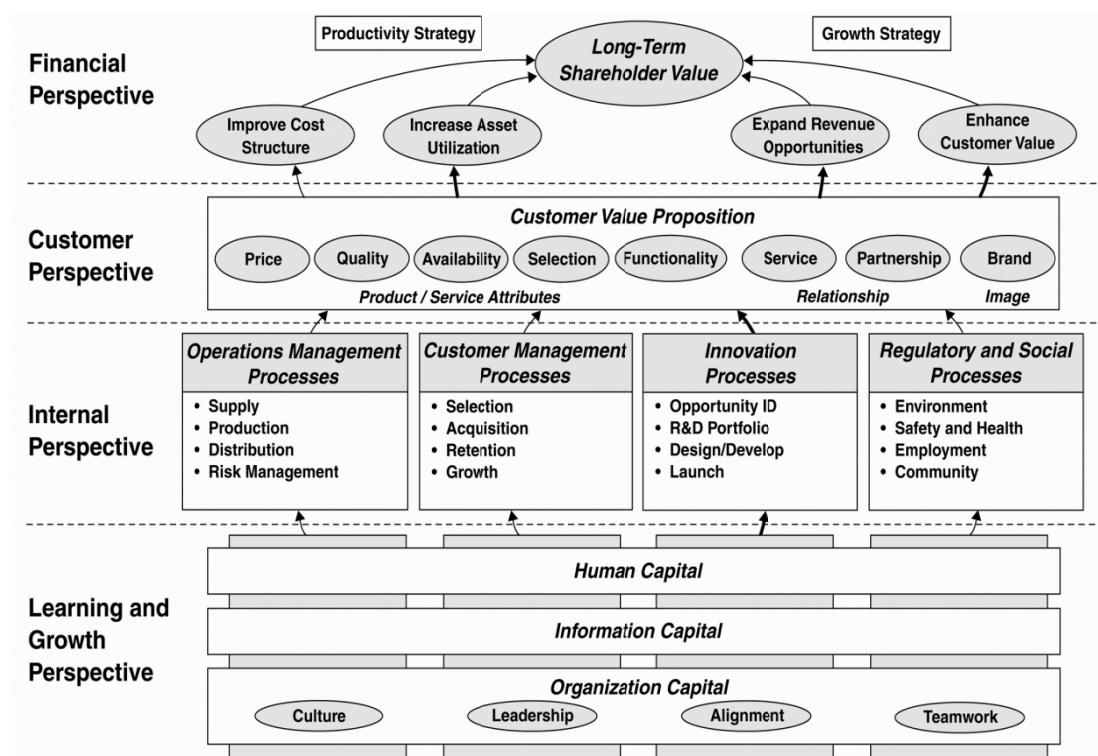 Financial
Perspective
Productivity Strategy
Long-Term
Shareholder Value
Growth Strategy
Improve Cost
Structure
Increase Asset
Utilization
Expand Revenue
Opportunities
Enhance
Customer Value
Customer
Perspective
Customer Value Proposition
Price
Quality
Availability
Selection
Functionality
Service
Partnership
Brand
Product / Service Attributes
Relationship
Image
Internal
Perspective
Operations Management
Processes
• Supply
• Production
• Distribution
• Risk Management
Customer Management
Processes
• Selection
• Acquisition
• Retention
• Growth
Innovation
Processes
• Opportunity ID
• R&D Portfolio
• Design/Develop
• Launch
Regulatory and Social
Processes
• Environment
• Safety and Health
• Employment
• Community
Learning and
Growth
Perspective
Human Capital
Information Capital
Organization Capital
Culture
Leadership
Alignment
Teamwork